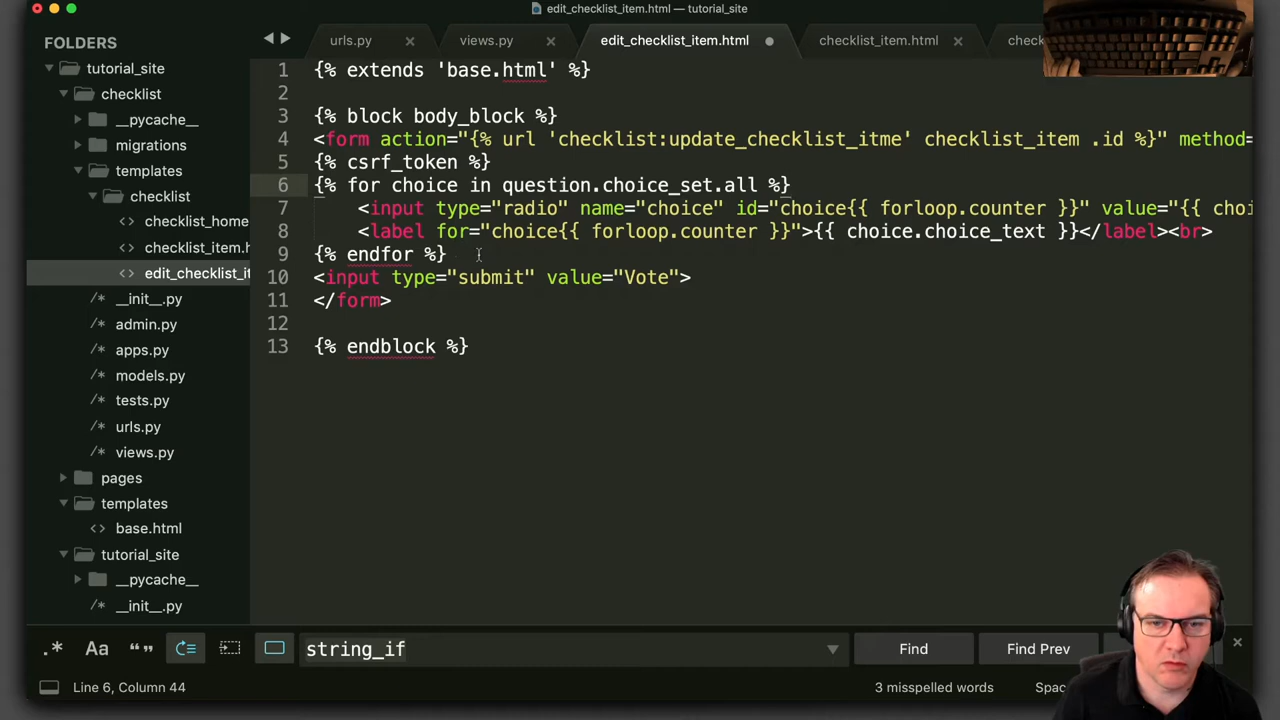 edit_checklist_item.html — tutorial_site
FOLDERS
tutorial_site
checklist
__pycache__
migrations
templates
checklist
checklist_home
checklist_item.h
edit_checklist_it
__init__.py
admin.py
apps.py
models.py
tests.py
urls.py
views.py
pages
templates
base.html
tutorial_site
__pycache__
__init__.py
urls.py
views.py
edit_checklist_item.html
checklist_item.html
chec
1 {% extends 'base.html' %}
2
3 {% block body_block %}
4 <form action="{% url 'checklist:update_checklist_itme' checklist_item .id %}" method=
5 {% csrf_token %}
6 {% for choice in question.choice_set.all %}
7 <input type="radio" name="choice" id="choice{{ forloop.counter }}" value="{{ choi
8 <label for="choice{{ forloop.counter }}">{{ choice.choice_text }}</label><br>
9 {% endfor %}
10 <input type="submit" value="Vote">
11 </form>
12
13 {% endblock %}
.* Aa “” string_if Find Find Prev
Line 6, Column 44 3 misspelled words Spac